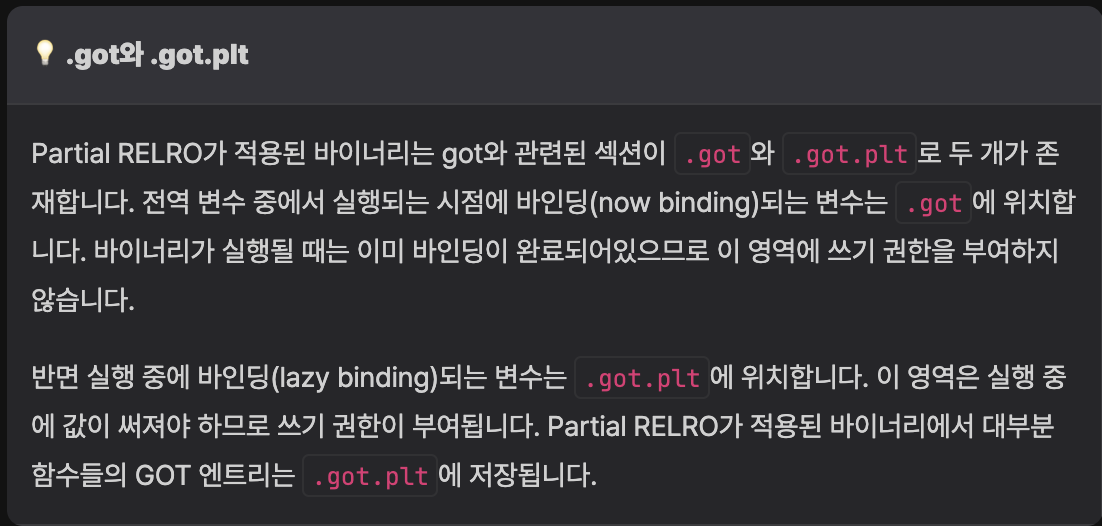 💡 .got와 .got.plt
Partial RELRO가 적용된 바이너리는 got와 관련된 섹션이 .got와 .got.plt로 두 개가 존
재합니다. 전역 변수 중에서 실행되는 시점에 바인딩(now binding)되는 변수는 .got에 위치합
니다. 바이너리가 실행될 때는 이미 바인딩이 완료되어있으므로 이 영역에 쓰기 권한을 부여하지
않습니다.
반면 실행 중에 바인딩(lazy binding)되는 변수는 .got.plt에 위치합니다. 이 영역은 실행 중
에 값이 써져야 하므로 쓰기 권한이 부여됩니다. Partial RELRO가 적용된 바이너리에서 대부분
함수들의 GOT 엔트리는 .got.plt에 저장됩니다.